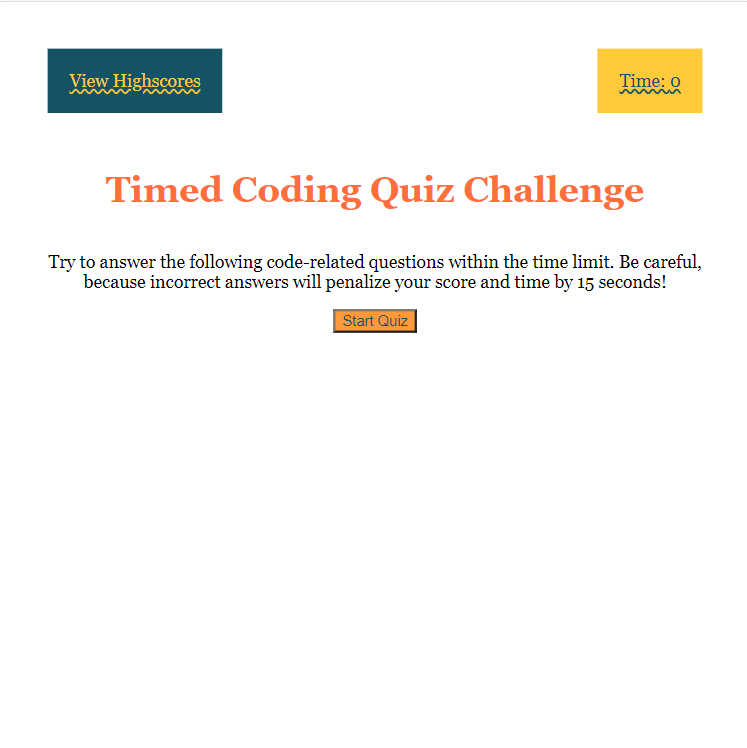 View Highscores
Time: 0
Timed Coding Quiz Challenge
Try to answer the following code-related questions within the time limit. Be careful,
because incorrect answers will penalize your score and time by 15 seconds!
Start Quiz